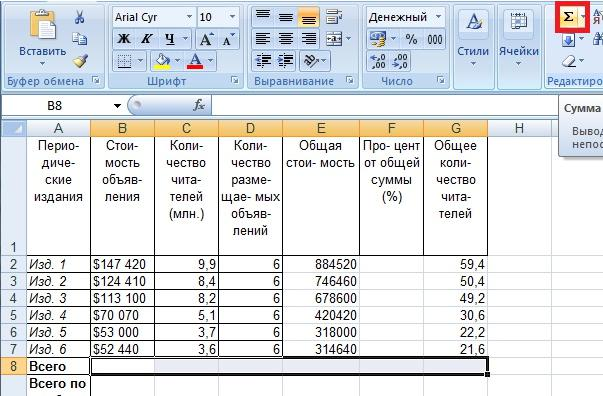 Arial Cyr 10 Денежный Σ
Вставить Ж К Ч A A % 000 Стили Ячейки
,00 ,00
Буфер обмена Шрифт Выравнивание Число
B8 fx Сумма
A B C D E F G H
Перио- Стои- Коли- Коли- Общая Про- цент Общее
диче- мость чество чество стои- мость от общей коли-
ские объяв- чита- разме- суммы чество
издания ления телей щае- мых (%) чита-
(млн.) объяв- телей
лений
1
2 Изд. 1 $147 420 9,9 6 884520 59,4
3 Изд. 2 $124 410 8,4 6 746460 50,4
4 Изд. 3 $113 100 8,2 6 678600 49,2
5 Изд. 4 $70 070 5,1 6 420420 30,6
6 Изд. 5 $53 000 3,7 6 318000 22,2
7 Изд. 6 $52 440 3,6 6 314640 21,6
8 Всего
Всего по